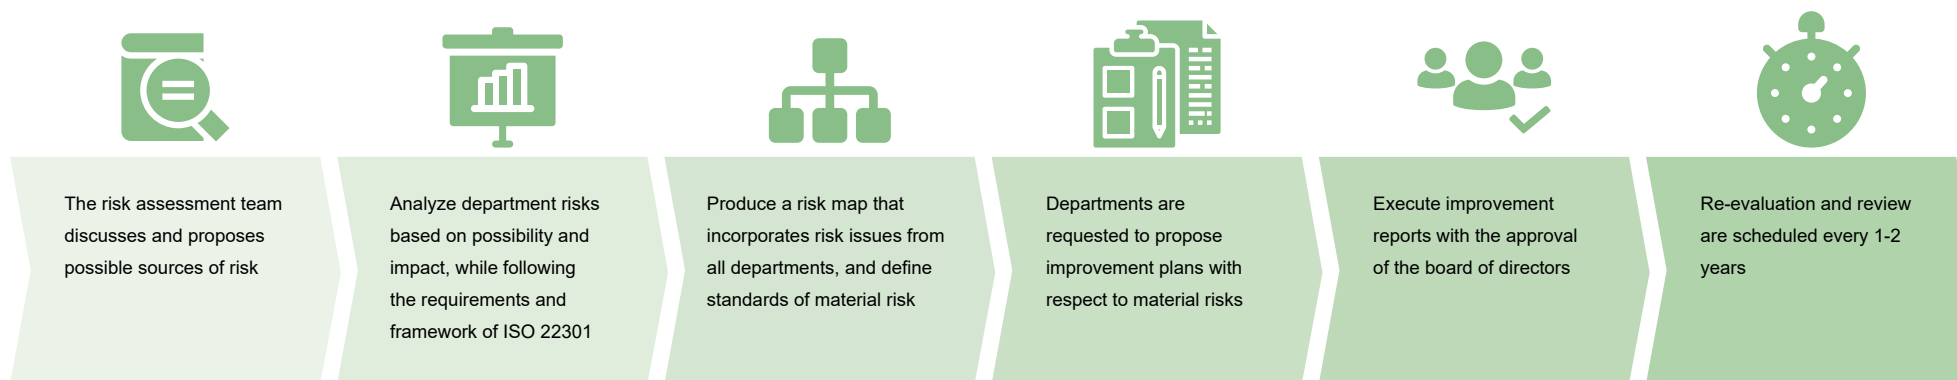 The risk assessment team
discusses and proposes
possible sources of risk
Analyze department risks
based on possibility and
impact, while following
the requirements and
framework of ISO 22301
Produce a risk map that
incorporates risk issues from
all departments, and define
standards of material risk
Departments are
requested to propose
improvement plans with
respect to material risks
Execute improvement
reports with the approval
of the board of directors
Re-evaluation and review
are scheduled every 1-2
years